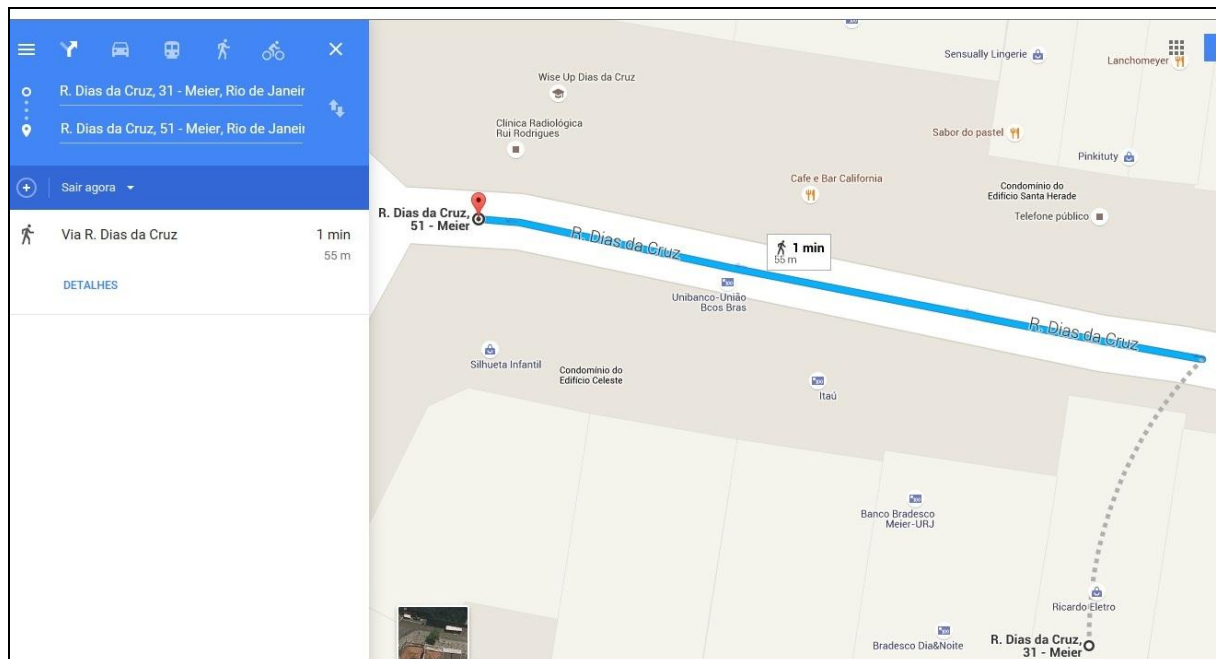 R. Dias da Cruz, 31 - Meier, Rio de Janeir
R. Dias da Cruz, 51 - Meier, Rio de Janeir
Sair agora
Via R. Dias da Cruz
1 min
55 m
DETALHES
Sensually Lingerie
Lanchomeyer
Wise Up Dias da Cruz
Clínica Radiológica
Rui Rodrigues
Sabor do pastel
Pinkituty
Cafe e Bar California
Condomínio do
Edifício Santa Herade
Telefone público
R. Dias da Cruz,
51 - Meier
R. Dias da Cruz
1 min
55 m
Unibanco-União
Bcos Bras
R. Dias da Cruz
Silhueta Infantil
Condomínio do
Edifício Celeste
Itaú
Banco Bradesco
Meier-URJ
Ricardo Eletro
Bradesco Dia&Noite
R. Dias da Cruz,
31 - Meier